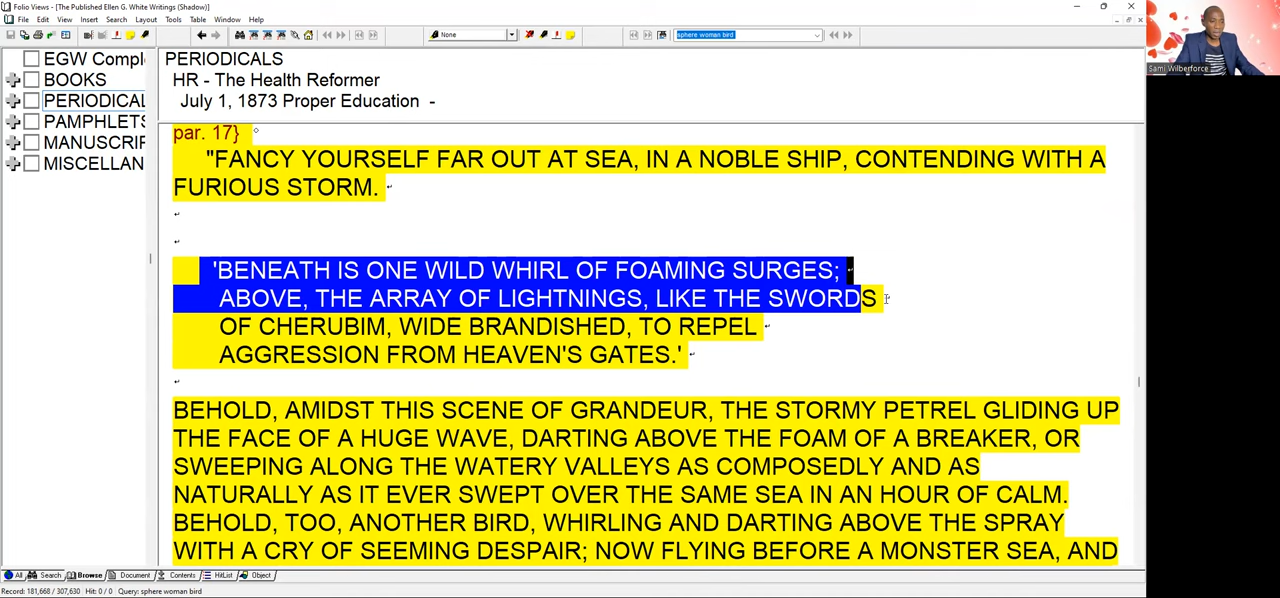 Folio Views - [The Published Ellen G. White Writings (Shadow)]
File Edit View Insert Search Layout Tools Table Window Help
None
sphere woman bird
EGW Compl
BOOKS
PERIODICAL
PAMPHLETS
MANUSCRIP
MISCELLAN
PERIODICALS
HR - The Health Reformer
July 1, 1873 Proper Education -
par. 17}
"FANCY YOURSELF FAR OUT AT SEA, IN A NOBLE SHIP, CONTENDING WITH A
FURIOUS STORM.
'BENEATH IS ONE WILD WHIRL OF FOAMING SURGES;
ABOVE, THE ARRAY OF LIGHTNINGS, LIKE THE SWORDS
OF CHERUBIM, WIDE BRANDISHED, TO REPEL
AGGRESSION FROM HEAVEN'S GATES.'
BEHOLD, AMIDST THIS SCENE OF GRANDEUR, THE STORMY PETREL GLIDING UP
THE FACE OF A HUGE WAVE, DARTING ABOVE THE FOAM OF A BREAKER, OR
SWEEPING ALONG THE WATERY VALLEYS AS COMPOSEDLY AND AS
NATURALLY AS IT EVER SWEPT OVER THE SAME SEA IN AN HOUR OF CALM.
BEHOLD, TOO, ANOTHER BIRD, WHIRLING AND DARTING ABOVE THE SPRAY
WITH A CRY OF SEEMING DESPAIR; NOW FLYING BEFORE A MONSTER SEA, AND
All Search Browse Document Contents HitList Object
Record: 181,668 / 307,630 Hit: 0 / 0 Query: sphere woman bird
Sami Wilberforce